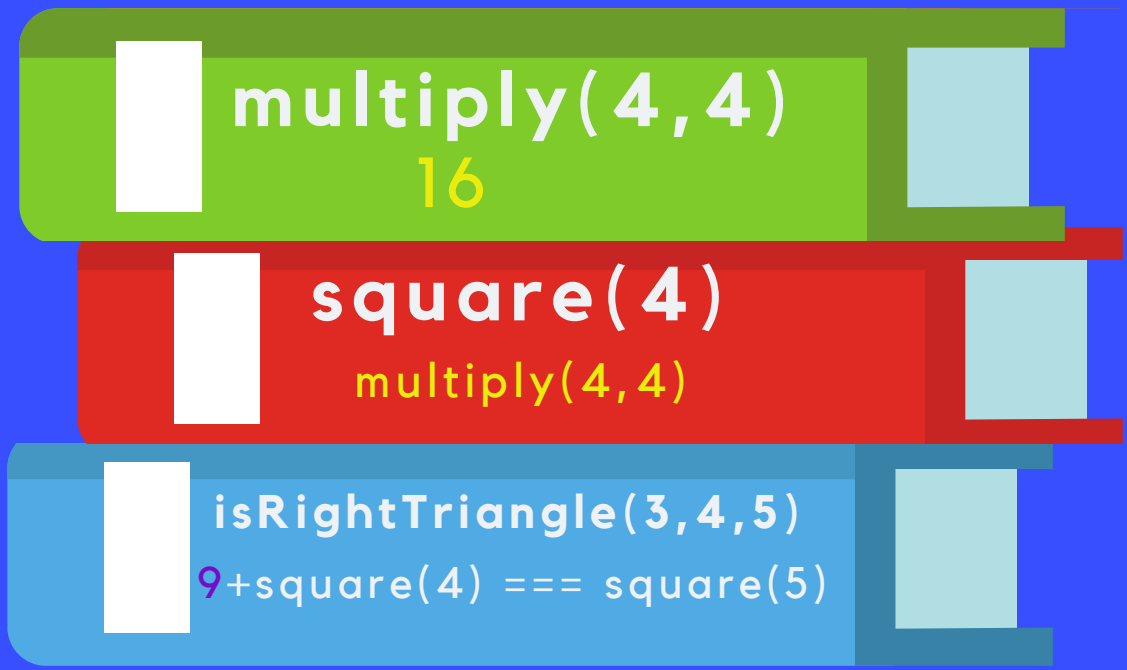 multiply(4,4)
16
square(4)
multiply(4,4)
isRightTriangle(3,4,5)
9+square(4) === square(5)